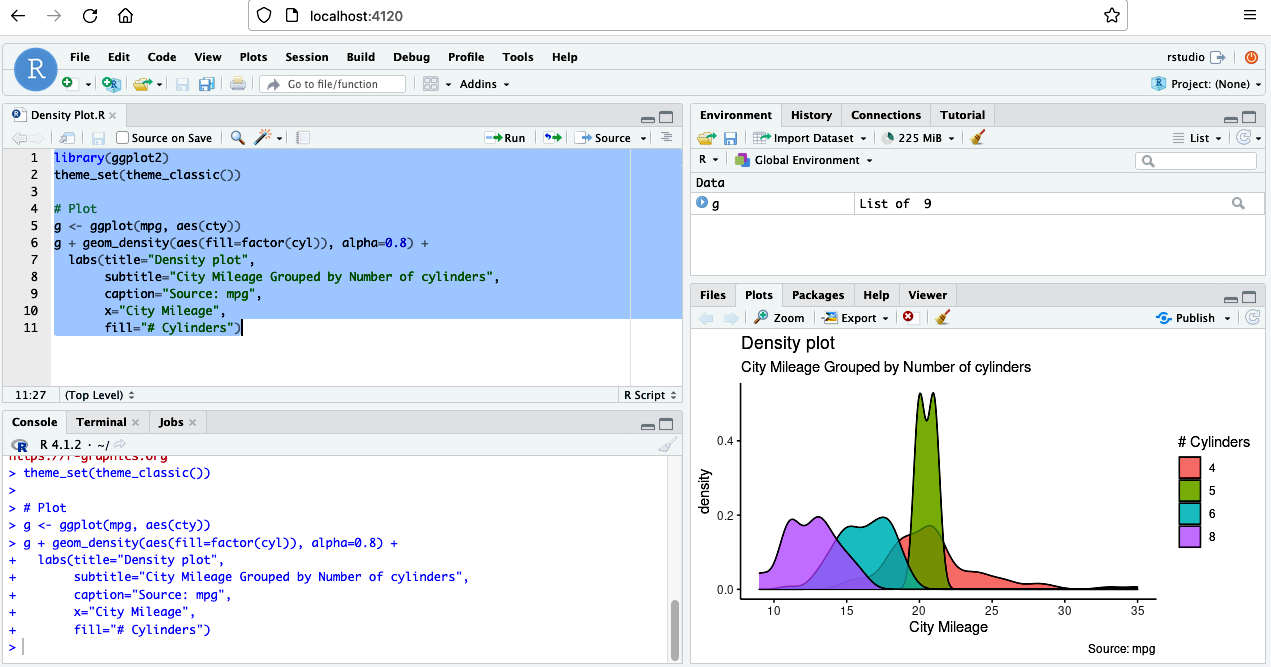 localhost:4120
R File Edit Code View Plots Session Build Debug Profile Tools Help rstudio
Go to file/function Addins Project: (None)
Density Plot.R
Source on Save Run Source
1 library(ggplot2)
2 theme_set(theme_classic())
3
4 # Plot
5 g <- ggplot(mpg, aes(cty))
6 g + geom_density(aes(fill=factor(cyl)), alpha=0.8) +
7 labs(title="Density plot",
8 subtitle="City Mileage Grouped by Number of cylinders",
9 caption="Source: mpg",
10 x="City Mileage",
11 fill="# Cylinders")
11:27 (Top Level) R Script
Console Terminal Jobs
R R 4.1.2 · ~/
https://r-graphics.org
> theme_set(theme_classic())
>
> # Plot
> g <- ggplot(mpg, aes(cty))
> g + geom_density(aes(fill=factor(cyl)), alpha=0.8) +
+ labs(title="Density plot",
+ subtitle="City Mileage Grouped by Number of cylinders",
+ caption="Source: mpg",
+ x="City Mileage",
+ fill="# Cylinders")
>
Environment History Connections Tutorial
Import Dataset 225 MiB List
R Global Environment
Data
g List of 9
Files Plots Packages Help Viewer
Zoom Export Publish
Density plot
City Mileage Grouped by Number of cylinders
density
0.4
0.2
0.0
10 15 20 25 30 35
City Mileage
# Cylinders
4
5
6
8
Source: mpg